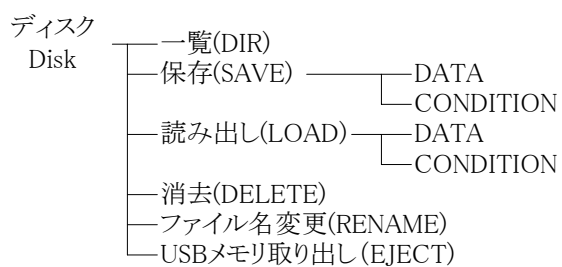 ディスク
Disk
一覧(DIR)
保存(SAVE)
DATA
CONDITION
読み出し(LOAD)
DATA
CONDITION
消去(DELETE)
ファイル名変更(RENAME)
USBメモリ取り出し(EJECT)